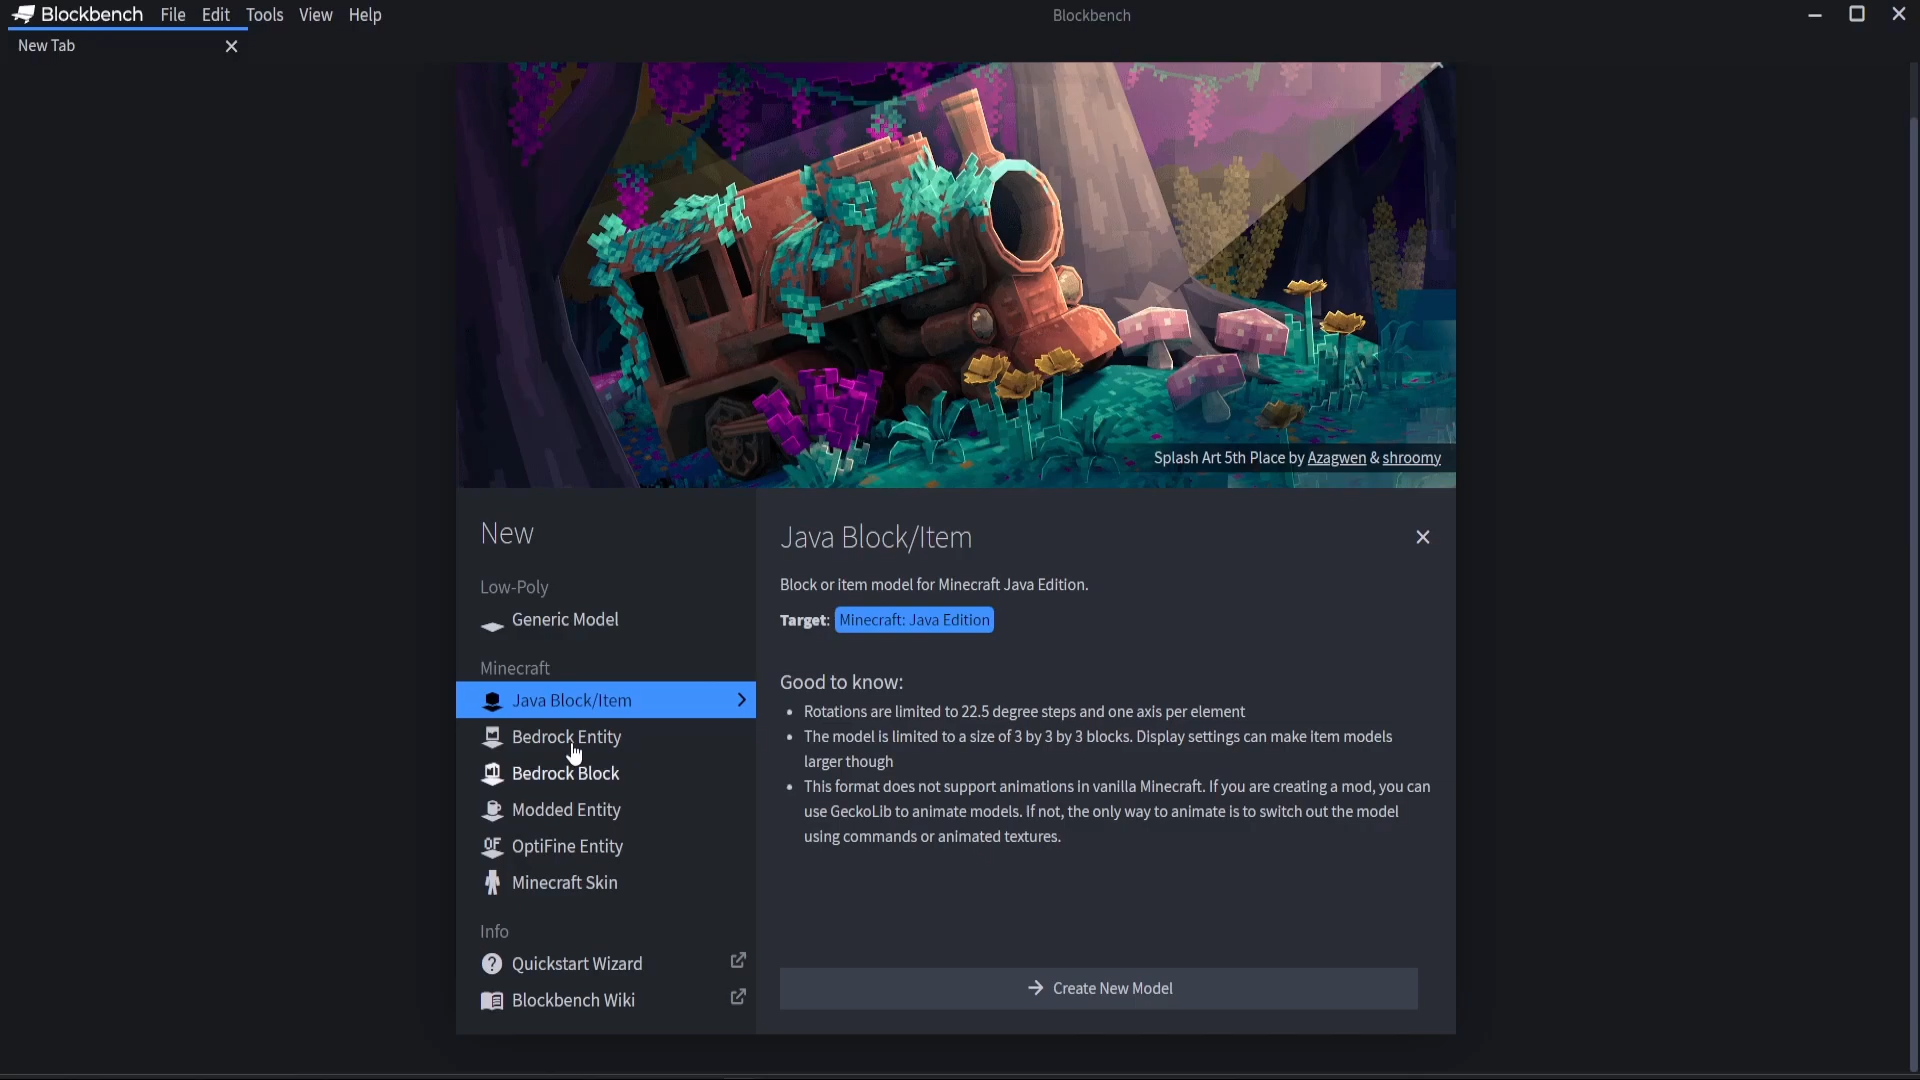 Blockbench File Edit Tools View Help
Blockbench
New Tab
Splash Art 5th Place by Azagwen & shroomy
New
Low-Poly
Generic Model
Minecraft
Java Block/Item
Bedrock Entity
Bedrock Block
Modded Entity
OptiFine Entity
Minecraft Skin
Info
Quickstart Wizard
Blockbench Wiki
Java Block/Item
Block or item model for Minecraft Java Edition.
Target: Minecraft: Java Edition
Good to know:
• Rotations are limited to 22.5 degree steps and one axis per element
• The model is limited to a size of 3 by 3 by 3 blocks. Display settings can make item models
larger though
• This format does not support animations in vanilla Minecraft. If you are creating a mod, you can
use GeckoLib to animate models. If not, the only way to animate is to switch out the model
using commands or animated textures.
Create New Model